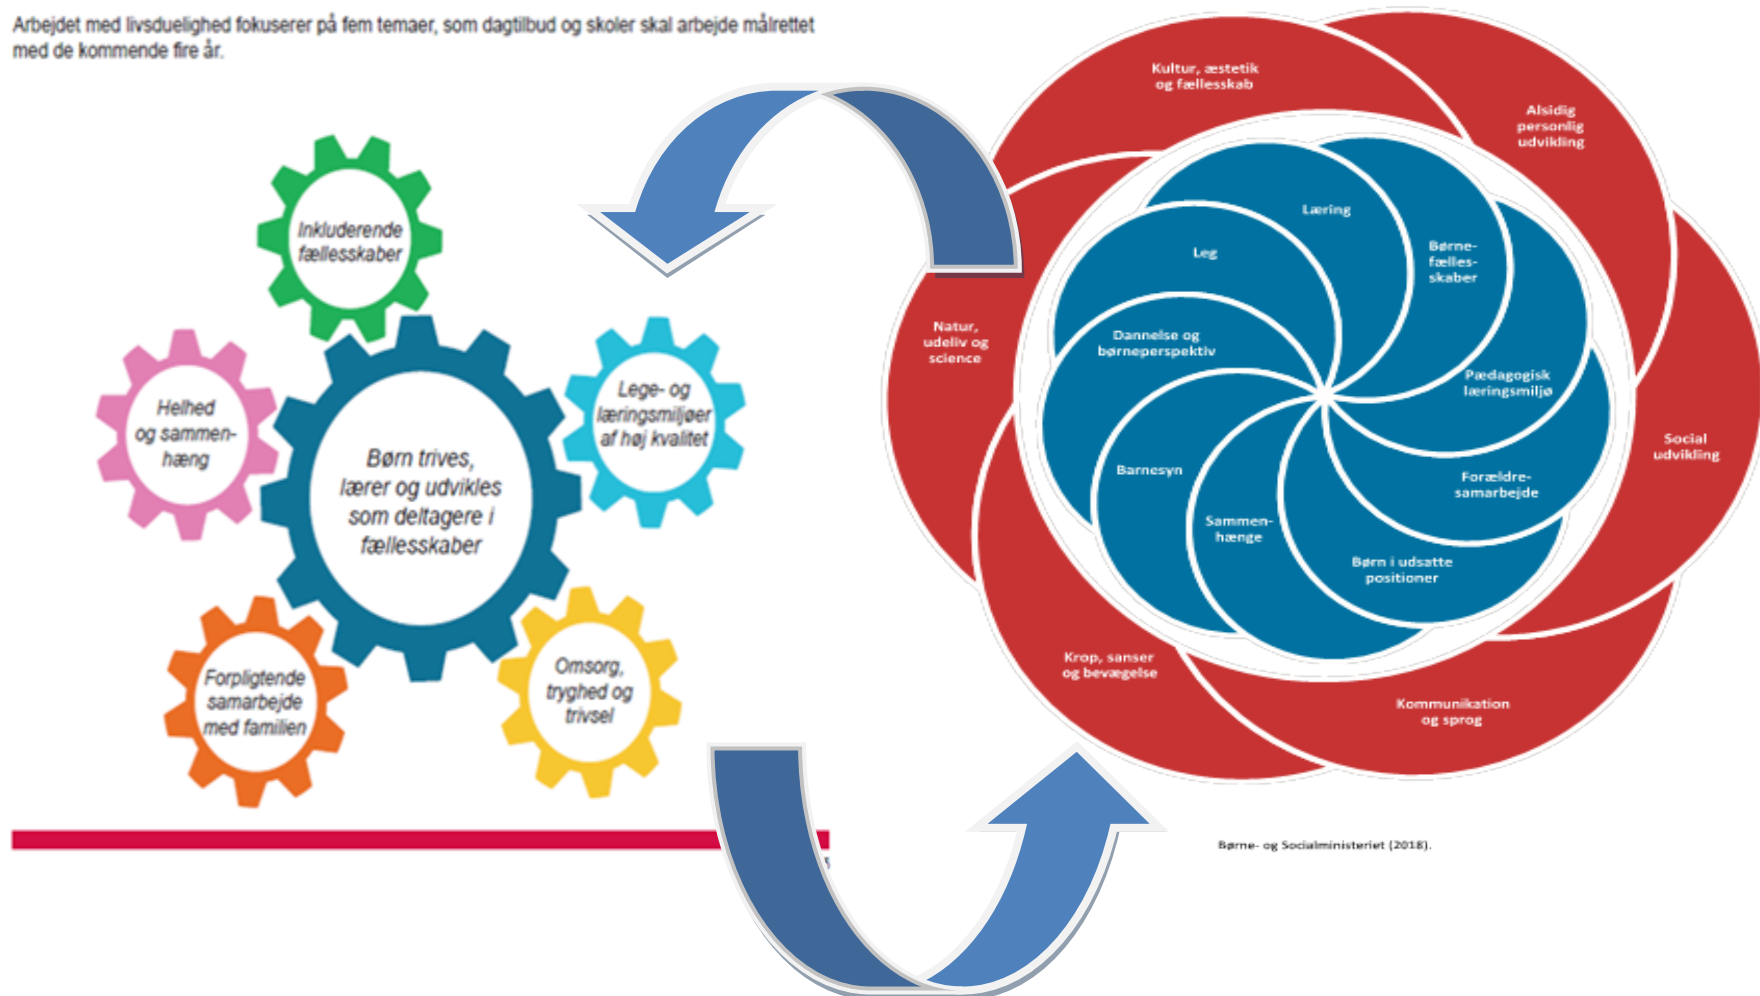 Arbejdet med livsduelighed fokuserer på fem temaer, som dagtilbud og skoler skal arbejde målrettet
med de kommende fire år.
Inkluderende
fællesskaber
Helhed
og sammen-
hæng
Lege- og
læringsmiljøer
af høj kvalitet
Børn trives,
lærer og udvikles
som deltagere i
fællesskaber
Forpligtende
samarbejde
med familien
Omsorg,
tryghed og
trivsel
Kultur, æstetik
og fællesskab
Alsidig
personlig
udvikling
Læring
Leg
Børne-
fælles-
skaber
Natur,
udeliv og
science
Dannelse og
børneperspektiv
Pædagogisk
læringsmiljø
Social
udvikling
Barnesyn
Forældre-
samarbejde
Sammen-
hænge
Børn i udsatte
positioner
Krop, sanser
og bevægelse
Kommunikation
og sprog
Børne- og Socialministeriet (2018).